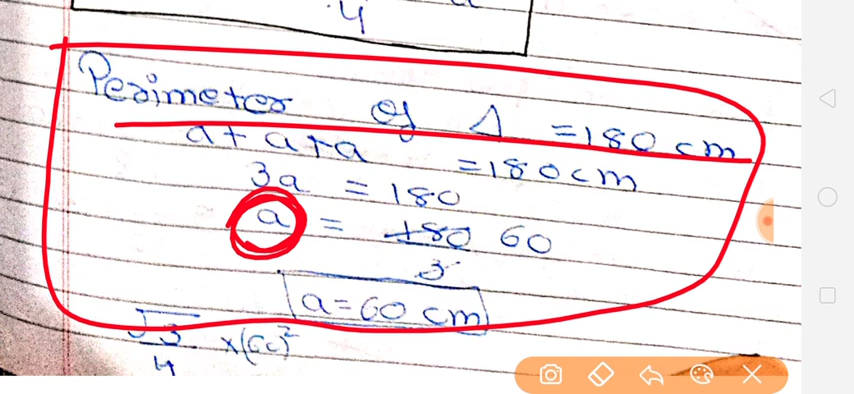 4
Perimeter of Δ = 180 cm
a + a + a = 180 cm
3a = 180
a = 180 60
3
a = 60 cm
√3 × (60)²
4